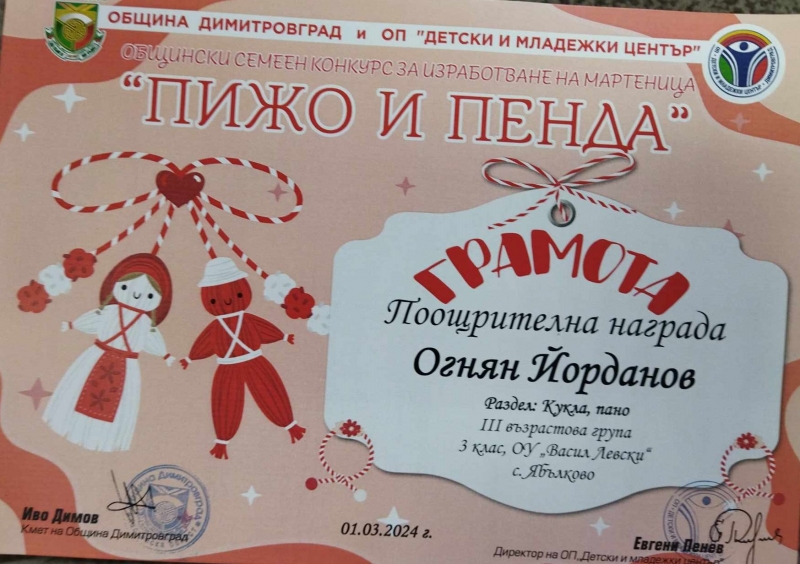 ОБЩИНА ДИМИТРОВГРАД и ОП "ДЕТСКИ И МЛАДЕЖКИ ЦЕНТЪР"
ОБЩИНСКИ СЕМЕЕН КОНКУРС ЗА ИЗРАБОТВАНЕ НА МАРТЕНИЦА
“ПИЖО И ПЕНДА”
ГРАМОТА
Поощрителна награда
Огнян Йорданов
Раздел: Кукла, пано
III възрастова група
3 клас, ОУ „Васил Левски“
с. Ябълково
Иво Димов
Кмет на Община Димитровград
01.03.2024 г.
Евгени Пенев
Директор на ОП „Детски и младежки център“